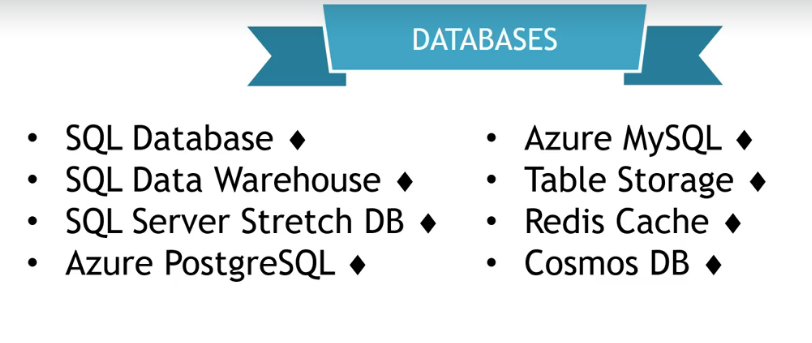 DATABASES
• SQL Database ♦
• SQL Data Warehouse ♦
• SQL Server Stretch DB ♦
• Azure PostgreSQL ♦
• Azure MySQL ♦
• Table Storage ♦
• Redis Cache ♦
• Cosmos DB ♦